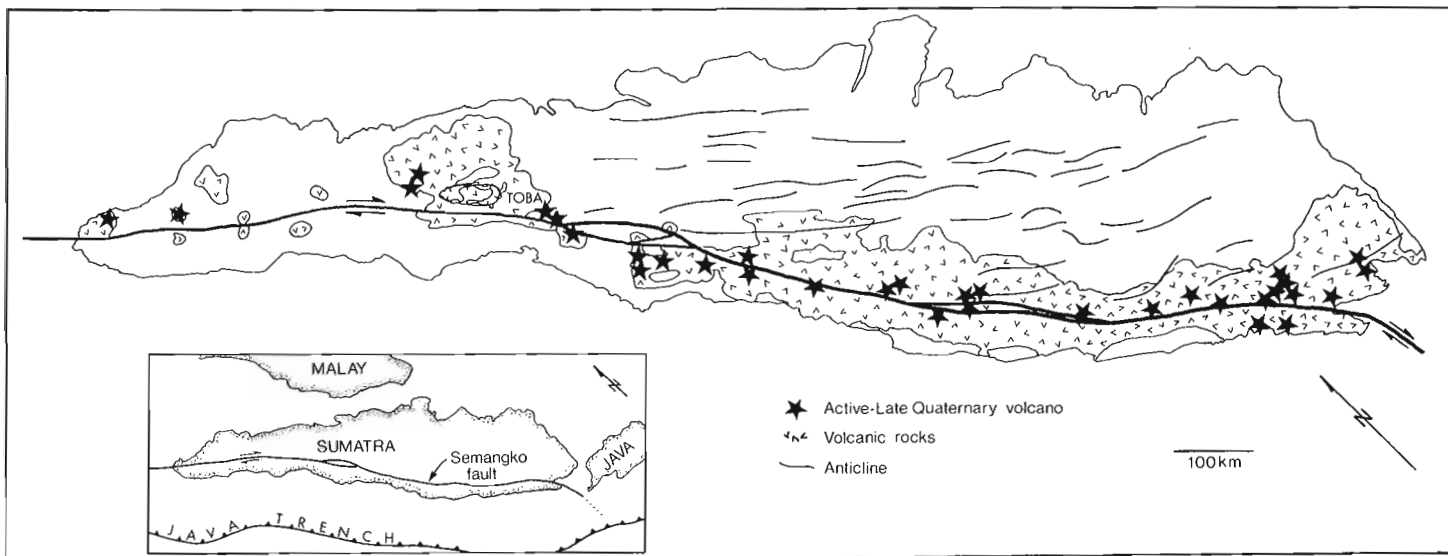 TOBA
MALAY
N
SUMATRA
Semangko
fault
JAVA
JAVA TRENCH
Active-Late Quaternary volcano
Volcanic rocks
Anticline
100km
N